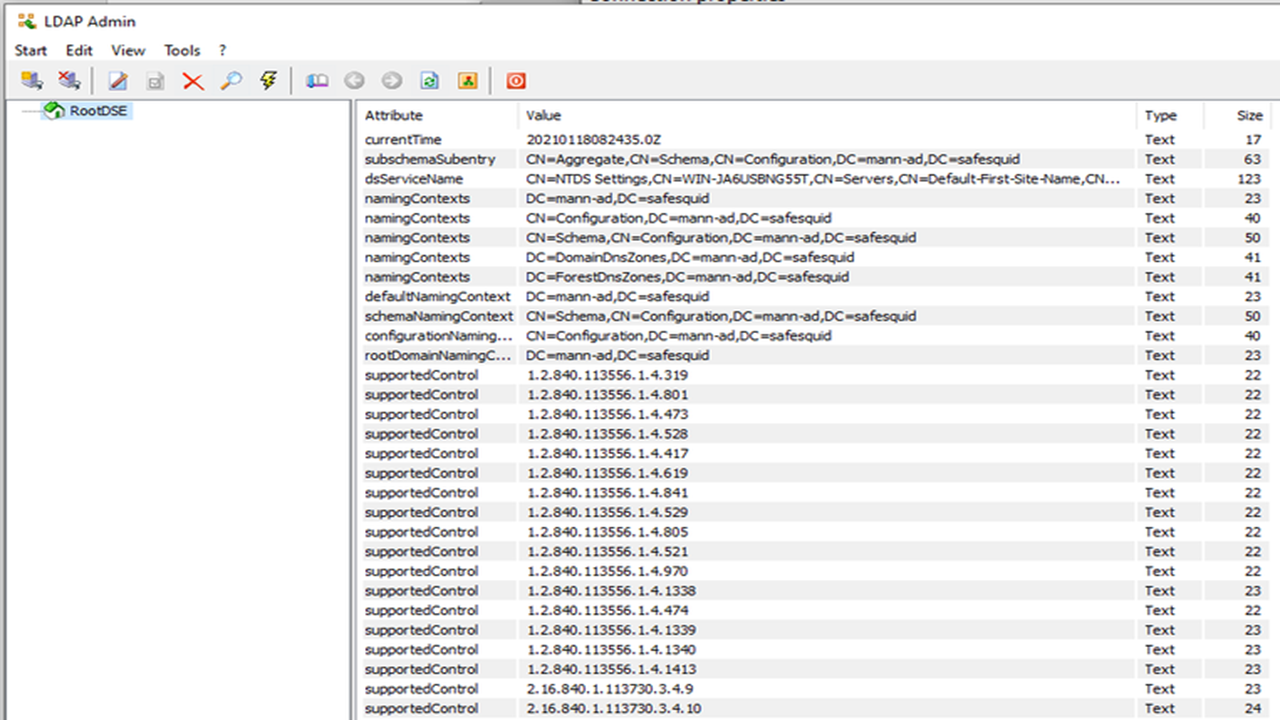 Connection properties
LDAP Admin
Start Edit View Tools ?
RootDSE
Attribute Value Type Size
currentTime 20210118082435.0Z Text 17
subschemaSubentry CN=Aggregate,CN=Schema,CN=Configuration,DC=mann-ad,DC=safesquid Text 63
dsServiceName CN=NTDS Settings,CN=WIN-JA6USBNG55T,CN=Servers,CN=Default-First-Site-Name,CN... Text 123
namingContexts DC=mann-ad,DC=safesquid Text 23
namingContexts CN=Configuration,DC=mann-ad,DC=safesquid Text 40
namingContexts CN=Schema,CN=Configuration,DC=mann-ad,DC=safesquid Text 50
namingContexts DC=DomainDnsZones,DC=mann-ad,DC=safesquid Text 41
namingContexts DC=ForestDnsZones,DC=mann-ad,DC=safesquid Text 41
defaultNamingContext DC=mann-ad,DC=safesquid Text 23
schemaNamingContext CN=Schema,CN=Configuration,DC=mann-ad,DC=safesquid Text 50
configurationNaming... CN=Configuration,DC=mann-ad,DC=safesquid Text 40
rootDomainNamingC... DC=mann-ad,DC=safesquid Text 23
supportedControl 1.2.840.113556.1.4.319 Text 22
supportedControl 1.2.840.113556.1.4.801 Text 22
supportedControl 1.2.840.113556.1.4.473 Text 22
supportedControl 1.2.840.113556.1.4.528 Text 22
supportedControl 1.2.840.113556.1.4.417 Text 22
supportedControl 1.2.840.113556.1.4.619 Text 22
supportedControl 1.2.840.113556.1.4.841 Text 22
supportedControl 1.2.840.113556.1.4.529 Text 22
supportedControl 1.2.840.113556.1.4.805 Text 22
supportedControl 1.2.840.113556.1.4.521 Text 22
supportedControl 1.2.840.113556.1.4.970 Text 22
supportedControl 1.2.840.113556.1.4.1338 Text 23
supportedControl 1.2.840.113556.1.4.474 Text 22
supportedControl 1.2.840.113556.1.4.1339 Text 23
supportedControl 1.2.840.113556.1.4.1340 Text 23
supportedControl 1.2.840.113556.1.4.1413 Text 23
supportedControl 2.16.840.1.113730.3.4.9 Text 23
supportedControl 2.16.840.1.113730.3.4.10 Text 24